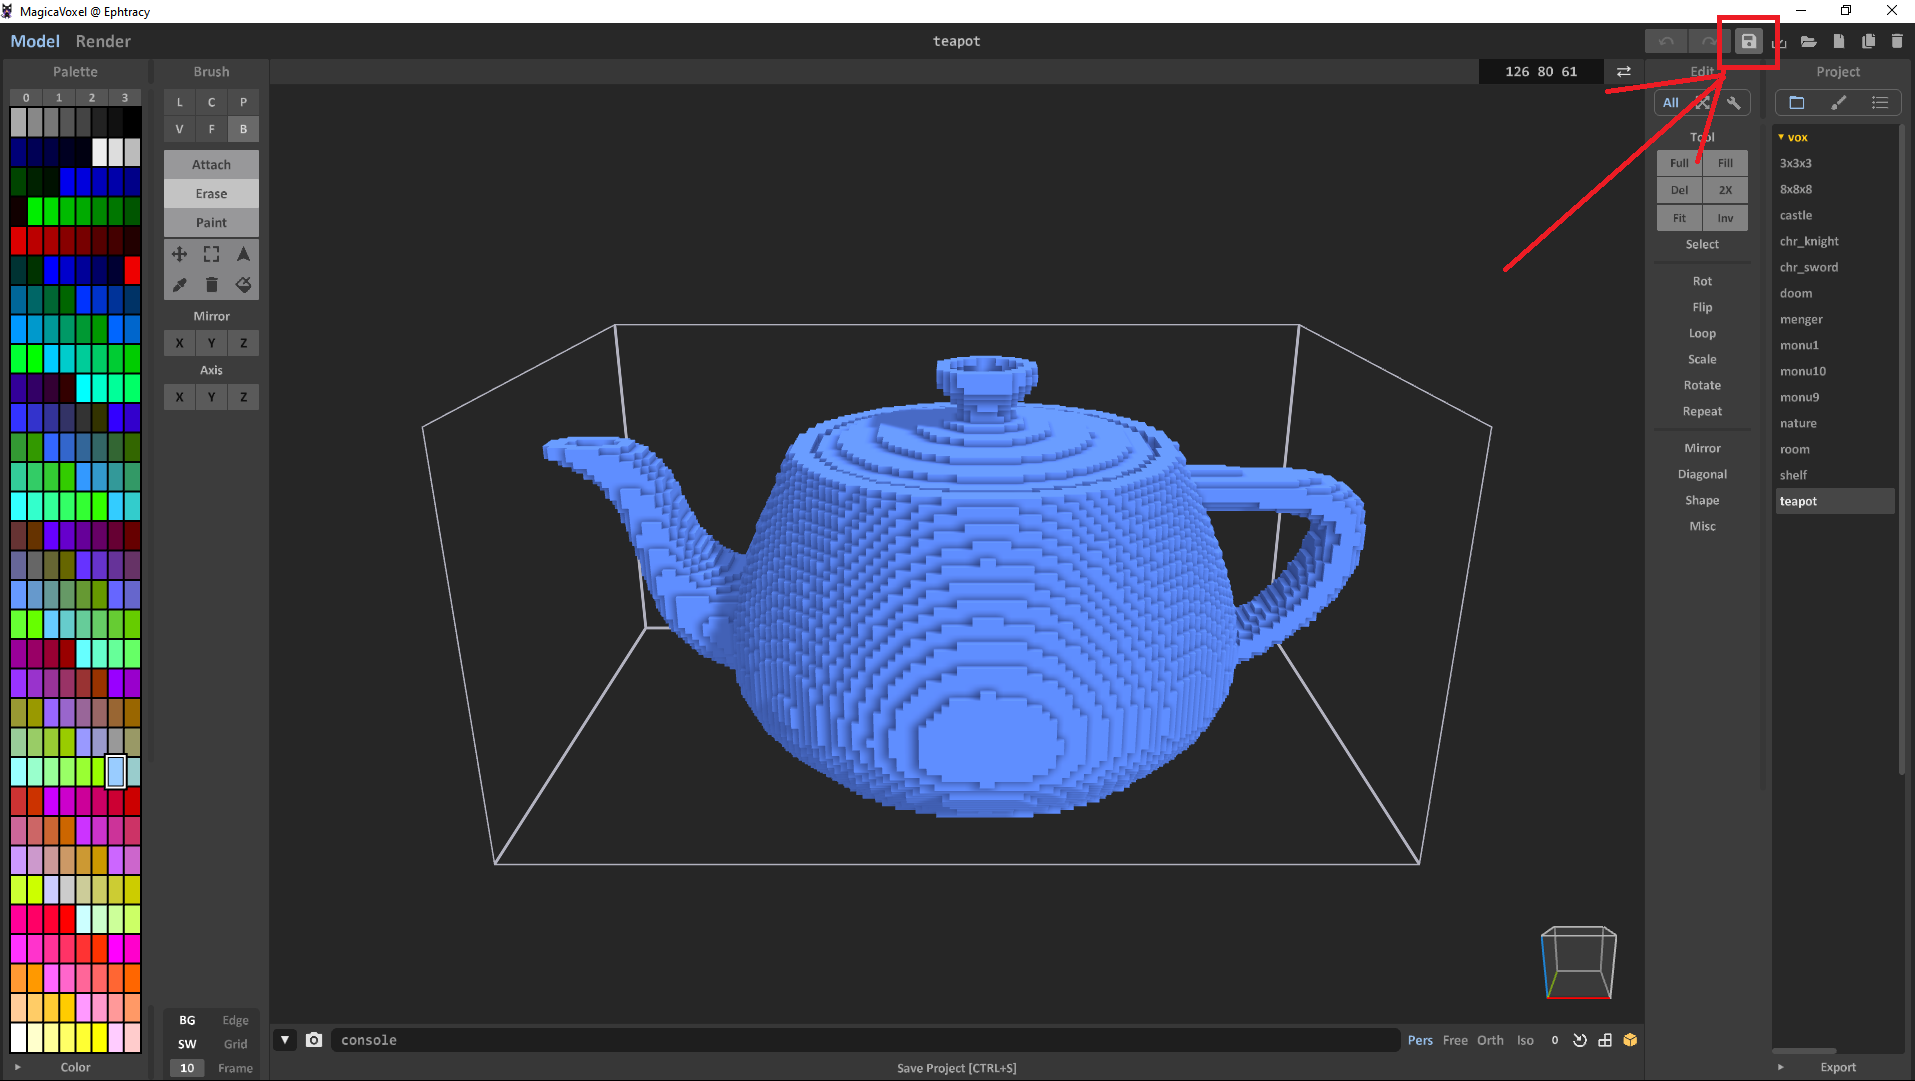 MagicaVoxel @ Ephtracy
Model Render
teapot
Palette
0 1 2 3
Color
Brush
L C P
V F B
Attach
Erase
Paint
Mirror
X Y Z
Axis
X Y Z
BG Edge
SW Grid
10 Frame
126 80 61
console
Pers Free Orth Iso 0
Save Project [CTRL+S]
Edit
All
Tool
Full Fill
Del 2X
Fit Inv
Select
Rot
Flip
Loop
Scale
Rotate
Repeat
Mirror
Diagonal
Shape
Misc
Project
vox
3x3x3
8x8x8
castle
chr_knight
chr_sword
doom
menger
monu1
monu10
monu9
nature
room
shelf
teapot
Export